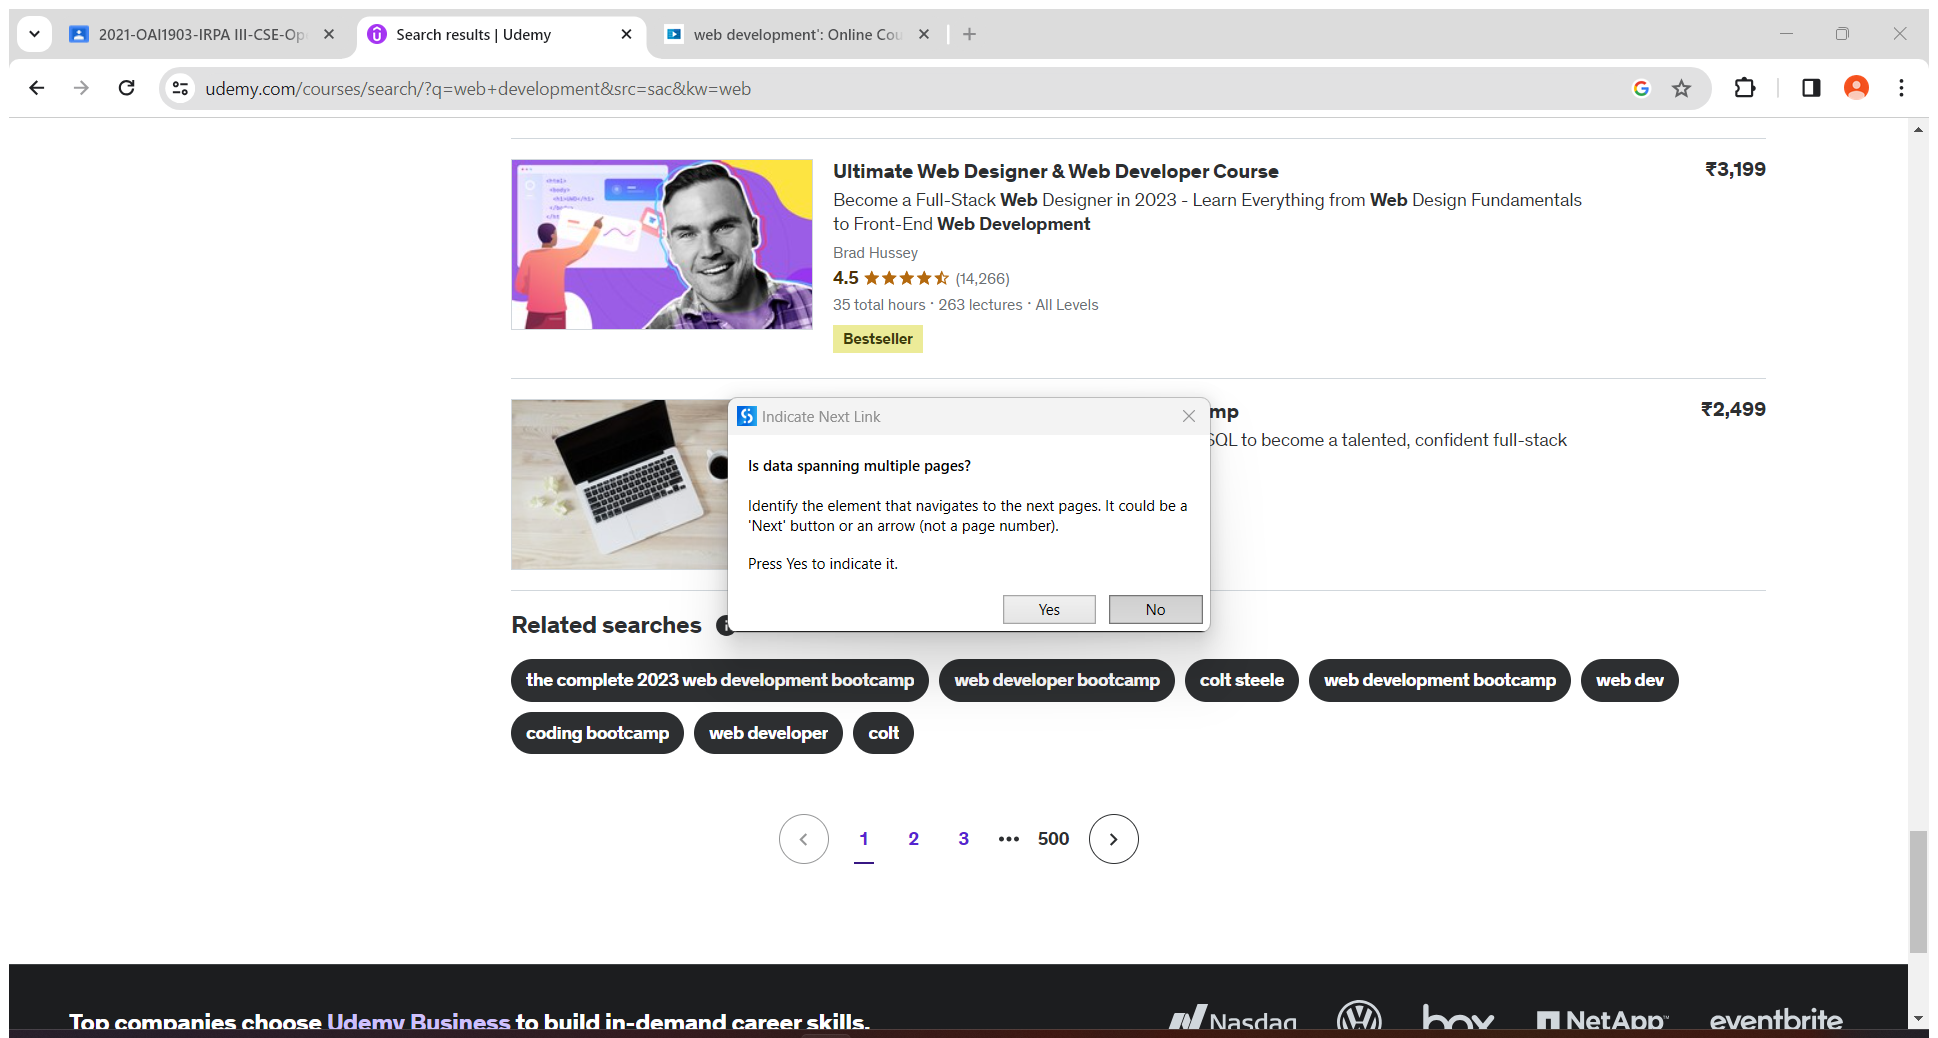 2021-OAI1903-IRPA III-CSE-Op
Search results | Udemy
web development': Online Cou
udemy.com/courses/search/?q=web+development&src=sac&kw=web
Ultimate Web Designer & Web Developer Course
₹3,199
Become a Full-Stack Web Designer in 2023 - Learn Everything from Web Design Fundamentals
to Front-End Web Development
Brad Hussey
4.5 (14,266)
35 total hours · 263 lectures · All Levels
Bestseller
mp
₹2,499
SQL to become a talented, confident full-stack
Indicate Next Link
Is data spanning multiple pages?
Identify the element that navigates to the next pages. It could be a
'Next' button or an arrow (not a page number).
Press Yes to indicate it.
Yes No
Related searches
the complete 2023 web development bootcamp web developer bootcamp colt steele web development bootcamp web dev
coding bootcamp web developer colt
1 2 3 ••• 500
Top companies choose Udemy Business to build in-demand career skills.
Nasdaq box NetApp eventbrite